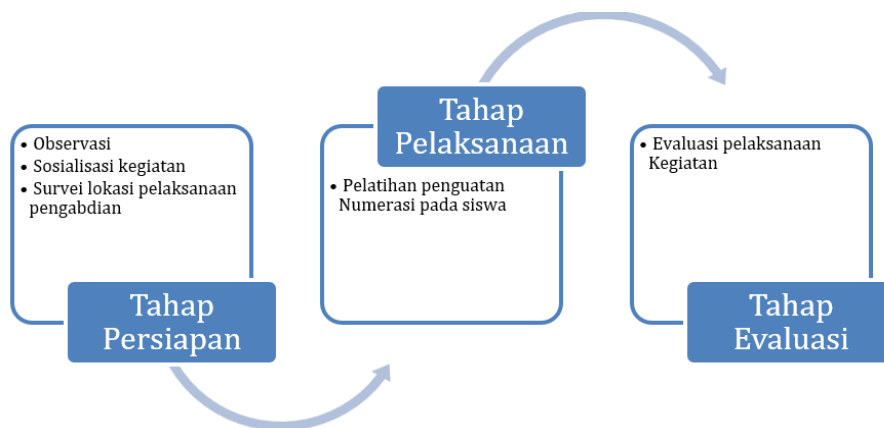 • Observasi
• Sosialisasi kegiatan
• Survei lokasi pelaksanaan
pengabdian
Tahap
Persiapan
Tahap
Pelaksanaan
• Pelatihan penguatan
Numerasi pada siswa
• Evaluasi pelaksanaan
Kegiatan
Tahap
Evaluasi